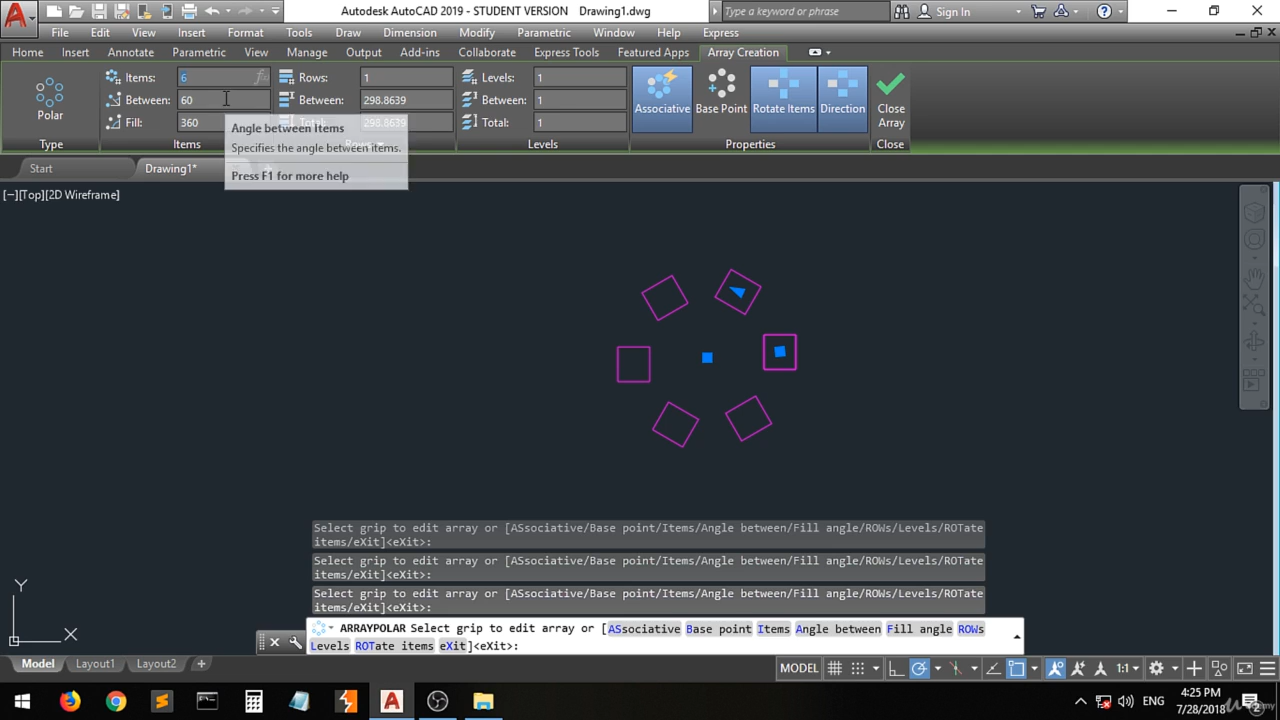 Autodesk AutoCAD 2019 - STUDENT VERSION Drawing1.dwg
Type a keyword or phrase
Sign In
File Edit View Insert Format Tools Draw Dimension Modify Parametric Window Help Express
Home Insert Annotate Parametric View Manage Output Add-ins Collaborate Express Tools Featured Apps Array Creation
Items: 6 Rows: 1 Levels: 1
Between: 60 Between: 298.8639 Between: 1
Fill: 360 Total: 298.8639 Total: 1
Polar
Associative Base Point Rotate Items Direction Close Array
Type Items Rows Levels Properties Close
Angle between Items
Specifies the angle between items.
Press F1 for more help
Start Drawing1*
[−][Top][2D Wireframe]
Select grip to edit array or [ASsociative/Base point/Items/Angle between/Fill angle/ROWs/Levels/ROTate
items/eXit]<eXit>:
Select grip to edit array or [ASsociative/Base point/Items/Angle between/Fill angle/ROWs/Levels/ROTate
items/eXit]<eXit>:
Select grip to edit array or [ASsociative/Base point/Items/Angle between/Fill angle/ROWs/Levels/ROTate
items/eXit]<eXit>:
ARRAYPOLAR Select grip to edit array or [ASsociative Base point Items Angle between Fill angle ROWs
Levels ROTate items eXit]<eXit>:
Y
X
Model Layout1 Layout2 +
MODEL 1:1
ENG
4:25 PM
7/28/2018
2